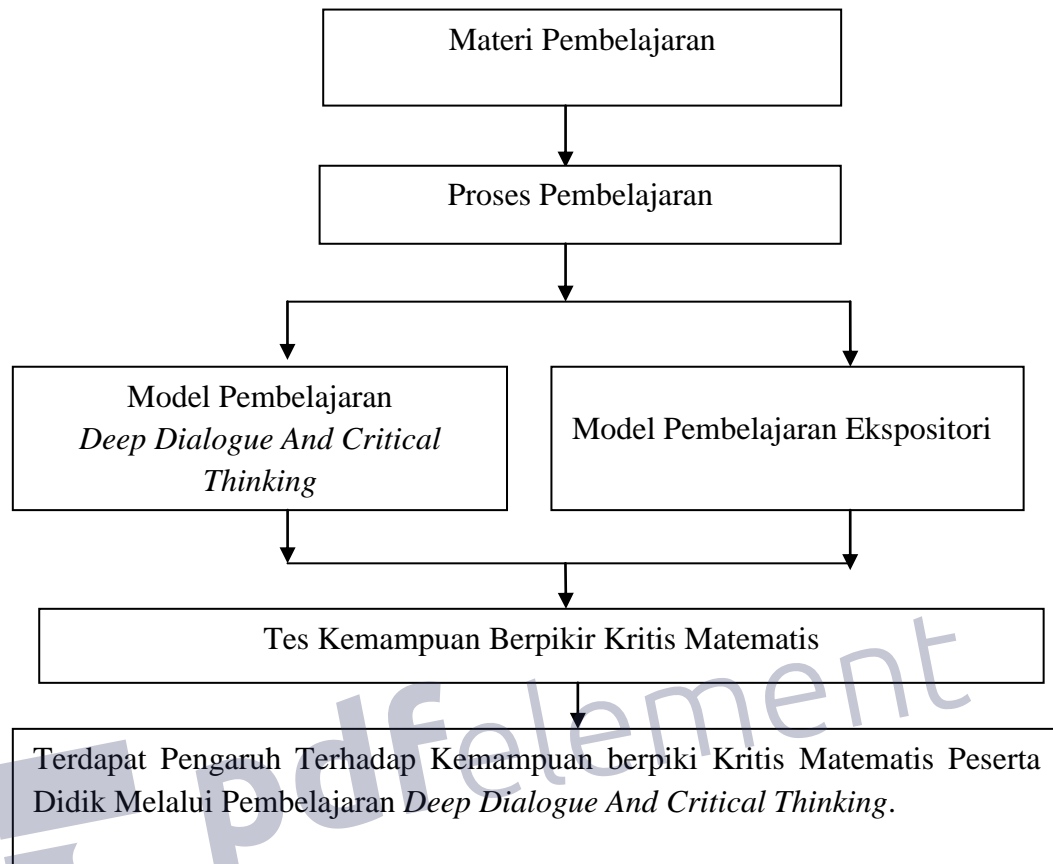 Materi Pembelajaran
Proses Pembelajaran
Model Pembelajaran
Deep Dialogue And Critical
Thinking
Model Pembelajaran Ekspositori
Tes Kemampuan Berpikir Kritis Matematis
Terdapat Pengaruh Terhadap Kemampuan berpiki Kritis Matematis Peserta
Didik Melalui Pembelajaran Deep Dialogue And Critical Thinking.
pdfelement